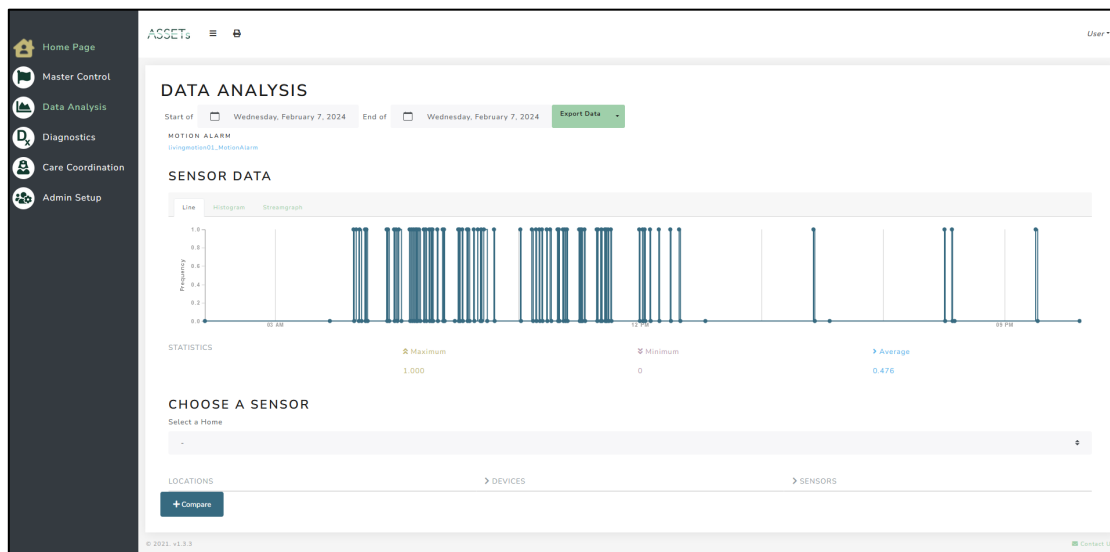 Home Page
Master Control
Data Analysis
Diagnostics
Care Coordination
Admin Setup
ASSETs
User
DATA ANALYSIS
Start of Wednesday, February 7, 2024 End of Wednesday, February 7, 2024 Export Data
MOTION ALARM
livingmotion01_MotionAlarm
SENSOR DATA
Line Histogram Streamgraph
1.0
0.8
0.6
0.4
0.2
0.0
Frequency
03 AM 12 PM 09 PM
STATISTICS Maximum Minimum Average
1.000 0 0.476
CHOOSE A SENSOR
Select a Home
-
LOCATIONS DEVICES SENSORS
+ Compare
© 2021. v1.3.5 Contact U